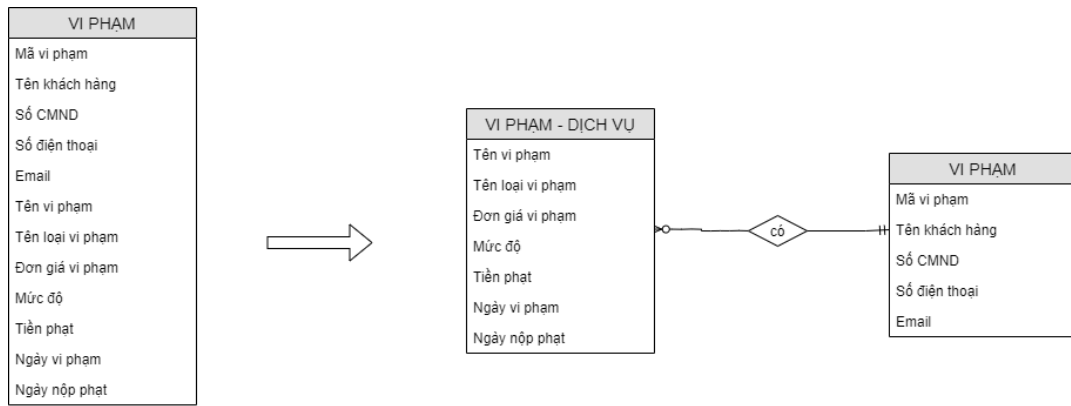 VI PHẠM
Mã vi phạm
Tên khách hàng
Số CMND
Số điện thoại
Email
Tên vi phạm
Tên loại vi phạm
Đơn giá vi phạm
Mức độ
Tiền phạt
Ngày vi phạm
Ngày nộp phạt
VI PHẠM - DỊCH VỤ
Tên vi phạm
Tên loại vi phạm
Đơn giá vi phạm
Mức độ
Tiền phạt
Ngày vi phạm
Ngày nộp phạt
có
VI PHẠM
Mã vi phạm
Tên khách hàng
Số CMND
Số điện thoại
Email